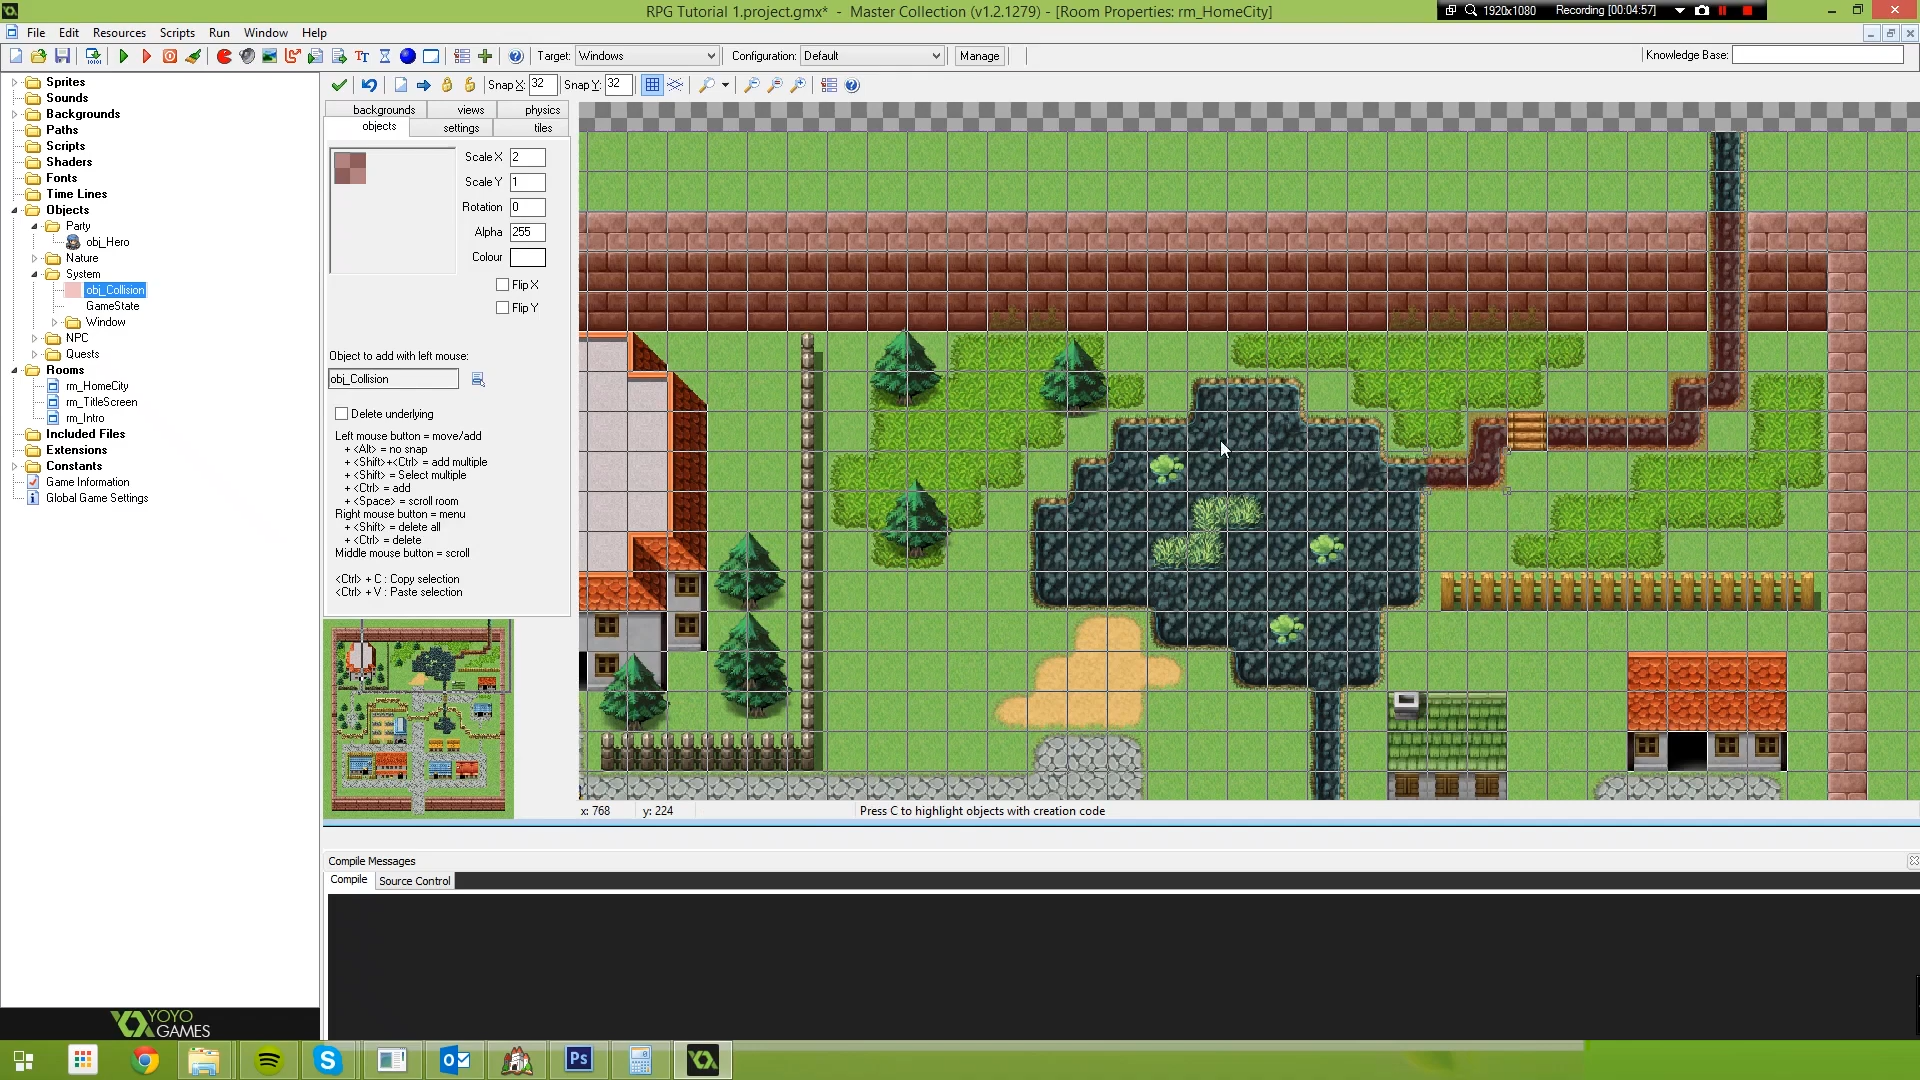 RPG Tutorial 1.project.gmx* - Master Collection (v1.2.1279) - [Room Properties: rm_HomeCity]
1920x1080 Recording [00:04:57]
File Edit Resources Scripts Run Window Help
Target: Windows Configuration: Default Manage Knowledge Base:
Snap X: 32 Snap Y: 32
Sprites
Sounds
Backgrounds
Paths
Scripts
Shaders
Fonts
Time Lines
Objects
Party
obj_Hero
Nature
System
obj_Collision
GameState
Window
NPC
Quests
Rooms
rm_HomeCity
rm_TitleScreen
rm_Intro
Included Files
Extensions
Constants
Game Information
Global Game Settings
YOYO
GAMES
backgrounds views physics
objects settings tiles
Scale X 2
Scale Y 1
Rotation 0
Alpha 255
Colour
Flip X
Flip Y
Object to add with left mouse:
obj_Collision
Delete underlying
Left mouse button = move/add
+ <Alt> = no snap
+ <Shift>+<Ctrl> = add multiple
+ <Shift> = Select multiple
+ <Ctrl> = add
+ <Space> = scroll room
Right mouse button = menu
+ <Shift> = delete all
+ <Ctrl> = delete
Middle mouse button = scroll
<Ctrl> + C : Copy selection
<Ctrl> + V : Paste selection
x: 768 y: 224 Press C to highlight objects with creation code
Compile Messages
Compile Source Control
Ps